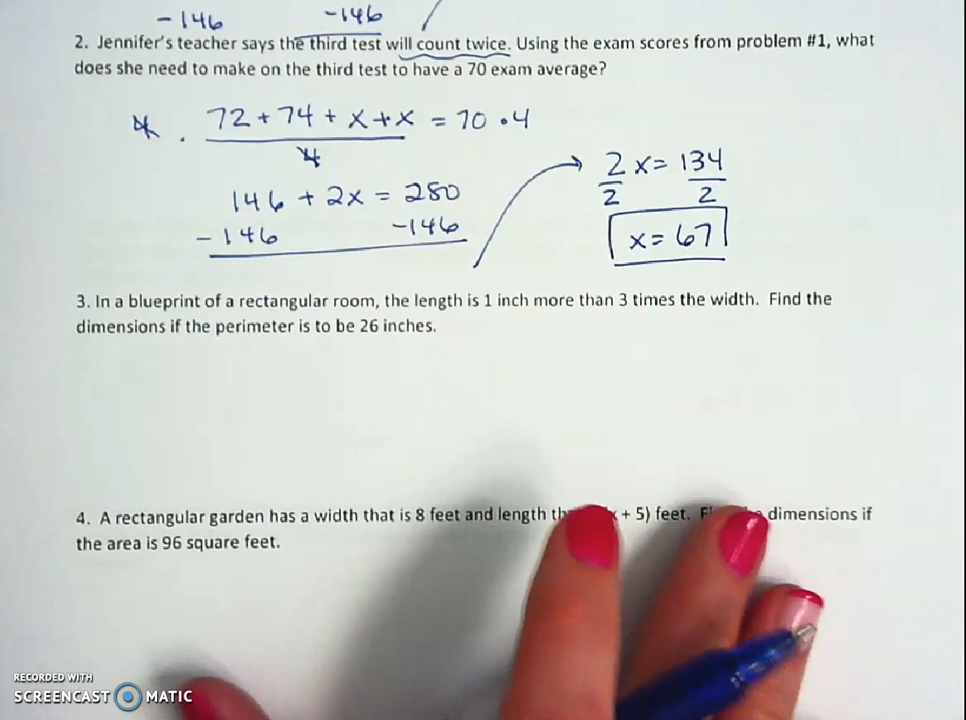 -146 -146
2. Jennifer's teacher says the third test will count twice. Using the exam scores from problem #1, what
does she need to make on the third test to have a 70 exam average?
4 · 72 + 74 + x + x = 70 · 4
4
146 + 2x = 280
-146 -146
2x = 134
2 2
x = 67
3. In a blueprint of a rectangular room, the length is 1 inch more than 3 times the width. Find the
dimensions if the perimeter is to be 26 inches.
4. A rectangular garden has a width that is 8 feet and length + 5) feet. dimensions if
the area is 96 square feet.
RECORDED WITH
SCREENCAST MATIC